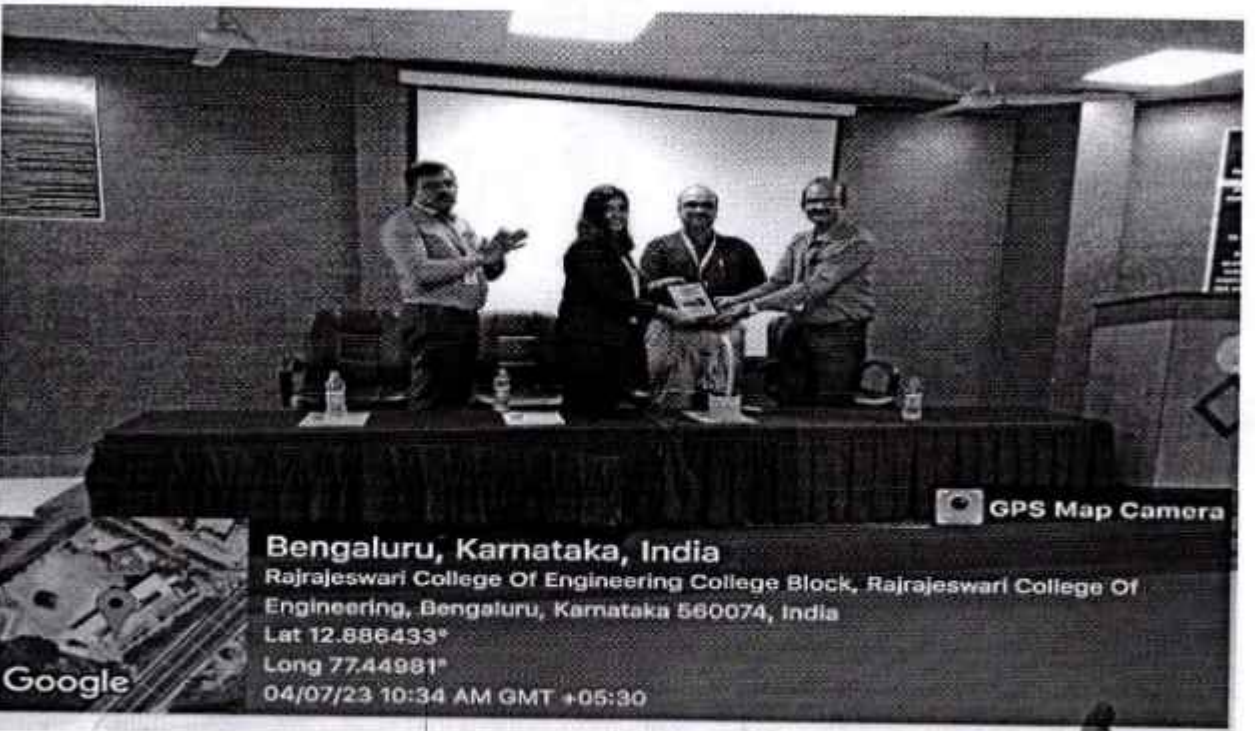 GPS Map Camera
Bengaluru, Karnataka, India
Rajrajeswari College Of Engineering College Block, Rajrajeswari College Of
Engineering, Bengaluru, Karnataka 560074, India
Lat 12.886433°
Long 77.44981°
04/07/23 10:34 AM GMT +05:30
Google